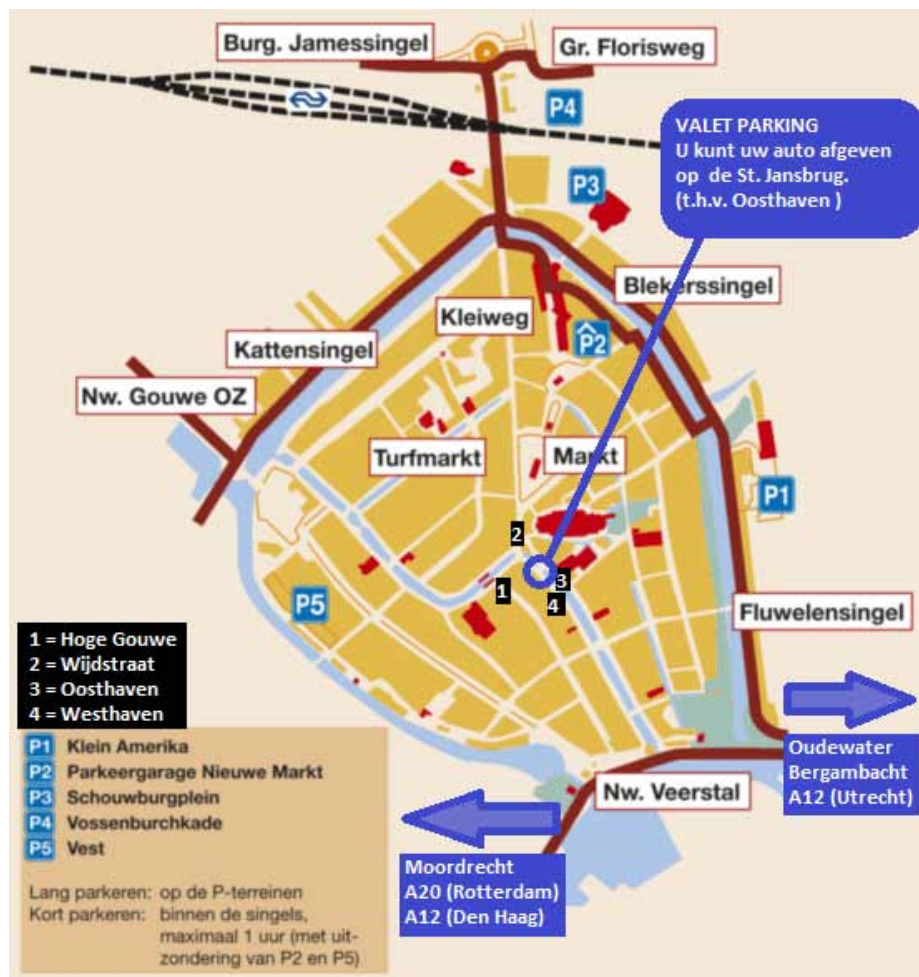 Burg. Jamessingel
Gr. Florisweg
P4
VALET PARKING
U kunt uw auto afgeven
op de St. Jansbrug.
(t.h.v. Oosthaven )
P3
Blekerssingel
Kleiweg
P2
Kattensingel
Nw. Gouwe OZ
Turfmarkt
Markt
P1
2
1
3
4
P5
Fluwelensingel
1 = Hoge Gouwe
2 = Wijdstraat
3 = Oosthaven
4 = Westhaven
Oudewater
Bergambacht
A12 (Utrecht)
Nw. Veerstal
Moordrecht
A20 (Rotterdam)
A12 (Den Haag)
P1 Klein Amerika
P2 Parkeergarage Nieuwe Markt
P3 Schouwburgplein
P4 Vossenburchkade
P5 Vest
Lang parkeren: op de P-terreinen
Kort parkeren: binnen de singels,
maximaal 1 uur (met uit-
zondering van P2 en P5)